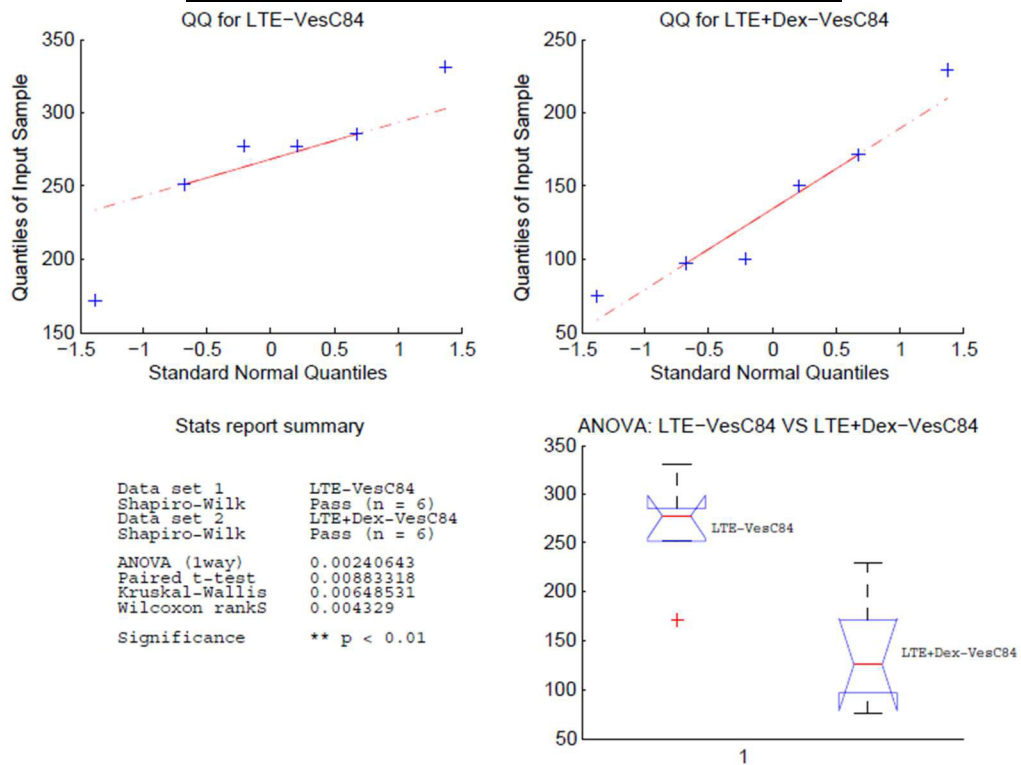 QQ for LTE−VesC84
350
300
250
200
150
Quantiles of Input Sample
−1.5 −1 −0.5 0 0.5 1 1.5
Standard Normal Quantiles
QQ for LTE+Dex−VesC84
250
200
150
100
50
Quantiles of Input Sample
−1.5 −1 −0.5 0 0.5 1 1.5
Standard Normal Quantiles
Stats report summary
Data set 1 LTE-VesC84
Shapiro-Wilk Pass (n = 6)
Data set 2 LTE+Dex-VesC84
Shapiro-Wilk Pass (n = 6)
ANOVA (1way) 0.00240643
Paired t-test 0.00883318
Kruskal-Wallis 0.00648531
Wilcoxon rankS 0.004329
Significance ** p < 0.01
ANOVA: LTE−VesC84 VS LTE+Dex−VesC84
350
300
250
200
150
100
50
LTE-VesC84
LTE+Dex-VesC84
1